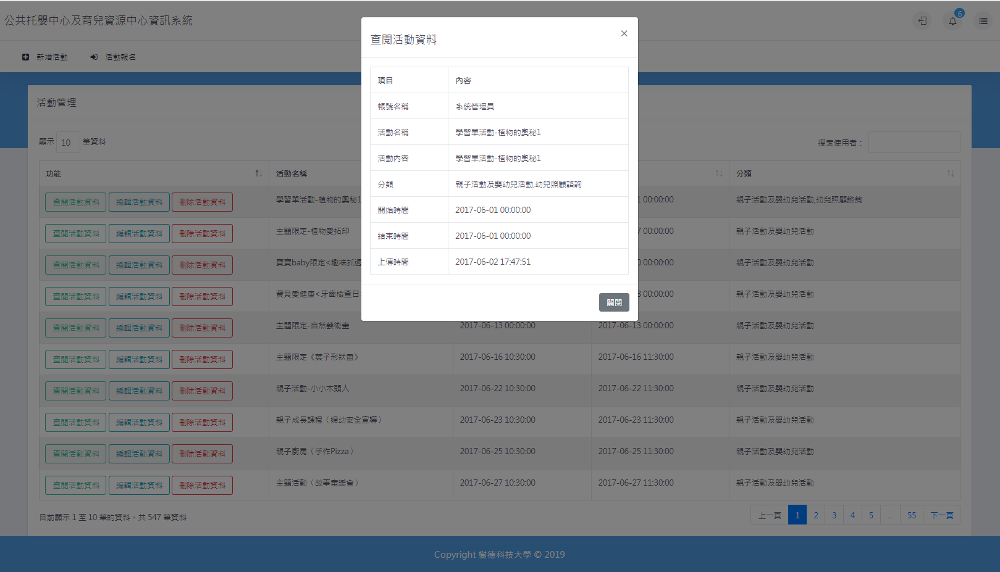 公共托嬰中心及育兒資源中心資訊系統
6
新增活動 活動報名
查閱活動資料 ×
項目 內容
帳號名稱 系統管理員
活動名稱 學習單活動-植物的奧秘1
活動內容 學習單活動-植物的奧秘1
分類 親子活動及嬰幼兒活動,幼兒照顧諮詢
開始時間 2017-06-01 00:00:00
結束時間 2017-06-01 00:00:00
上傳時間 2017-06-02 17:47:51
關閉
活動管理
顯示 10 筆資料 搜索使用者：
功能 活動名稱 分類
查閱活動資料 編輯活動資料 刪除活動資料 學習單活動-植物的奧秘1 1 00:00:00 親子活動及嬰幼兒活動,幼兒照顧諮詢
查閱活動資料 編輯活動資料 刪除活動資料 主題限定-植物愛拓印 7 00:00:00 親子活動及嬰幼兒活動
查閱活動資料 編輯活動資料 刪除活動資料 寶寶baby限定<趣味抓週 00:00:00 親子活動及嬰幼兒活動
查閱活動資料 編輯活動資料 刪除活動資料 寶貝愛健康<牙齒檢查日 00:00:00 親子活動及嬰幼兒活動
查閱活動資料 編輯活動資料 刪除活動資料 主題限定-自然藝術畫 2017-06-13 00:00:00 2017-06-13 00:00:00 親子活動及嬰幼兒活動
查閱活動資料 編輯活動資料 刪除活動資料 主題限定《葉子形狀畫》 2017-06-16 10:30:00 2017-06-16 11:30:00 親子活動及嬰幼兒活動
查閱活動資料 編輯活動資料 刪除活動資料 親子活動-小小木頭人 2017-06-22 10:30:00 2017-06-22 11:30:00 親子活動及嬰幼兒活動
查閱活動資料 編輯活動資料 刪除活動資料 親子成長課程（婦幼安全宣導） 2017-06-23 10:30:00 2017-06-23 11:30:00 親子活動及嬰幼兒活動
查閱活動資料 編輯活動資料 刪除活動資料 親子廚房（手作Pizza） 2017-06-25 10:30:00 2017-06-25 11:30:00 親子活動及嬰幼兒活動
查閱活動資料 編輯活動資料 刪除活動資料 主題活動（故事童樂會） 2017-06-27 10:30:00 2017-06-27 11:30:00 親子活動及嬰幼兒活動
目前顯示 1 至 10 筆的資料，共 547 筆資料 上一頁 1 2 3 4 5 … 55 下一頁
Copyright 樹德科技大學 © 2019